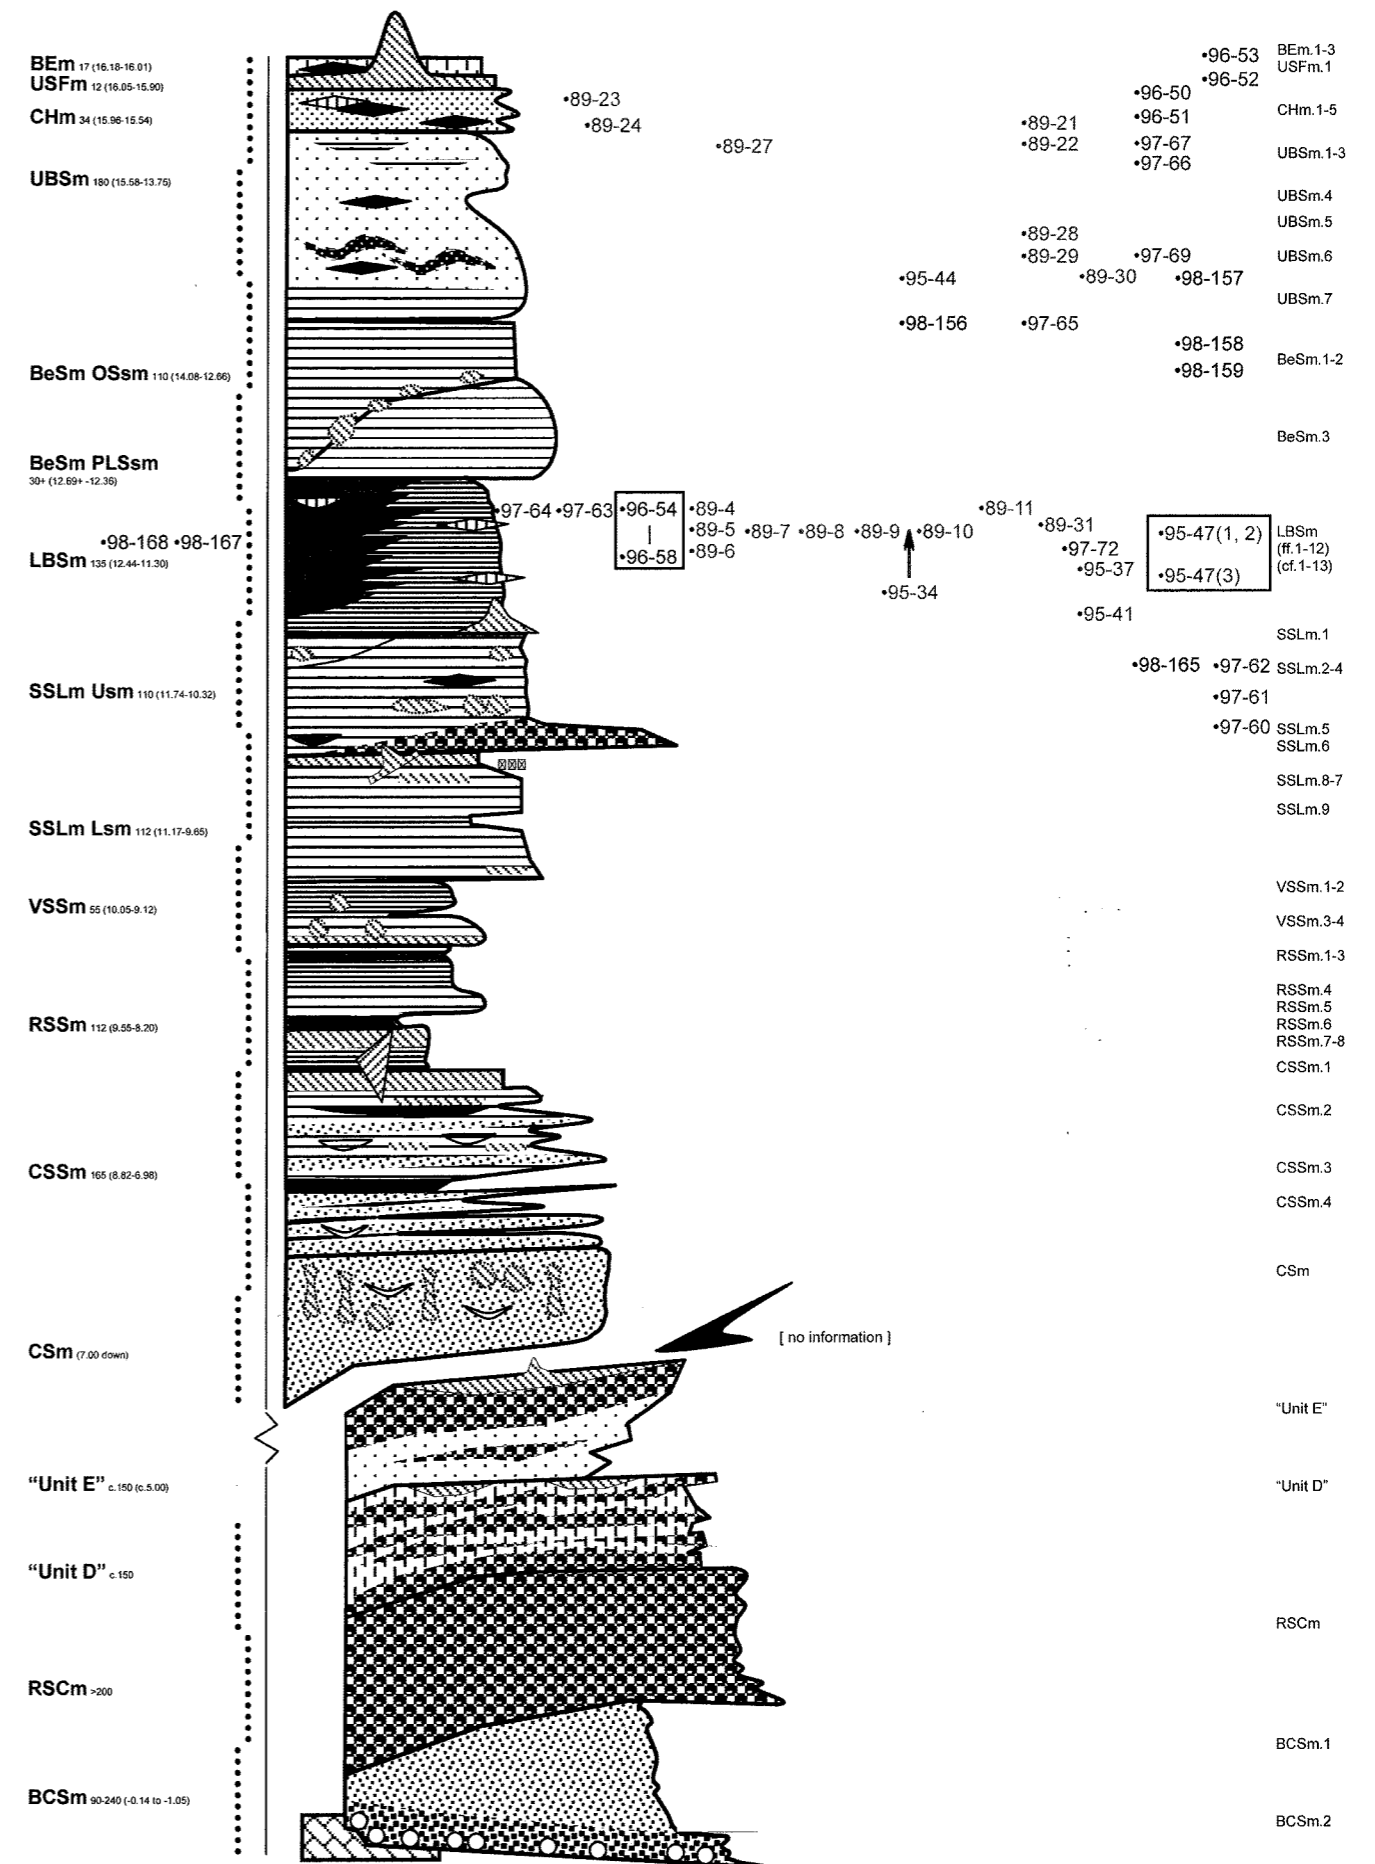 BEm 17 (16.18-16.01)
USFm 12 (16.05-15.90)
CHm 34 (15.98-15.54)
UBSm 180 (15.58-13.75)
BeSm OSsm 110 (14.08-12.66)
BeSm PLSsm
30+ (12.69+ -12.36)
•98-168 •98-167
LBSm 135 (12.44-11.30)
SSLm Usm 110 (11.74-10.32)
SSLm Lsm 112 (11.17-9.65)
VSSm 55 (10.05-9.12)
RSSm 112 (9.55-8.20)
CSSm 165 (8.82-6.98)
CSm (7.00 down)
“Unit E” c.150 (c.5.00)
“Unit D” c.150
RSCm >200
BCSm 90-240 (-0.14 to -1.05)
•96-53
•96-52
•89-23 •96-50
•89-24 •89-21 •96-51
•89-27 •89-22 •97-67
•97-66
•89-28
•89-29 •97-69
•95-44 •89-30 •98-157
•98-156 •97-65
•98-158
•98-159
•97-64 •97-63 •96-54 •89-4 •89-11
•89-5 •89-7 •89-8 •89-9 •89-10 •89-31 •95-47(1, 2)
•96-58 •89-6 •97-72
•95-37 •95-47(3)
•95-34
•95-41
•98-165 •97-62
•97-61
•97-60
[ no information ]
BEm.1-3
USFm.1
CHm.1-5
UBSm.1-3
UBSm.4
UBSm.5
UBSm.6
UBSm.7
BeSm.1-2
BeSm.3
LBSm
(ff.1-12)
(cf.1-13)
SSLm.1
SSLm.2-4
SSLm.5
SSLm.6
SSLm.8-7
SSLm.9
VSSm.1-2
VSSm.3-4
RSSm.1-3
RSSm.4
RSSm.5
RSSm.6
RSSm.7-8
CSSm.1
CSSm.2
CSSm.3
CSSm.4
CSm
“Unit E”
“Unit D”
RSCm
BCSm.1
BCSm.2